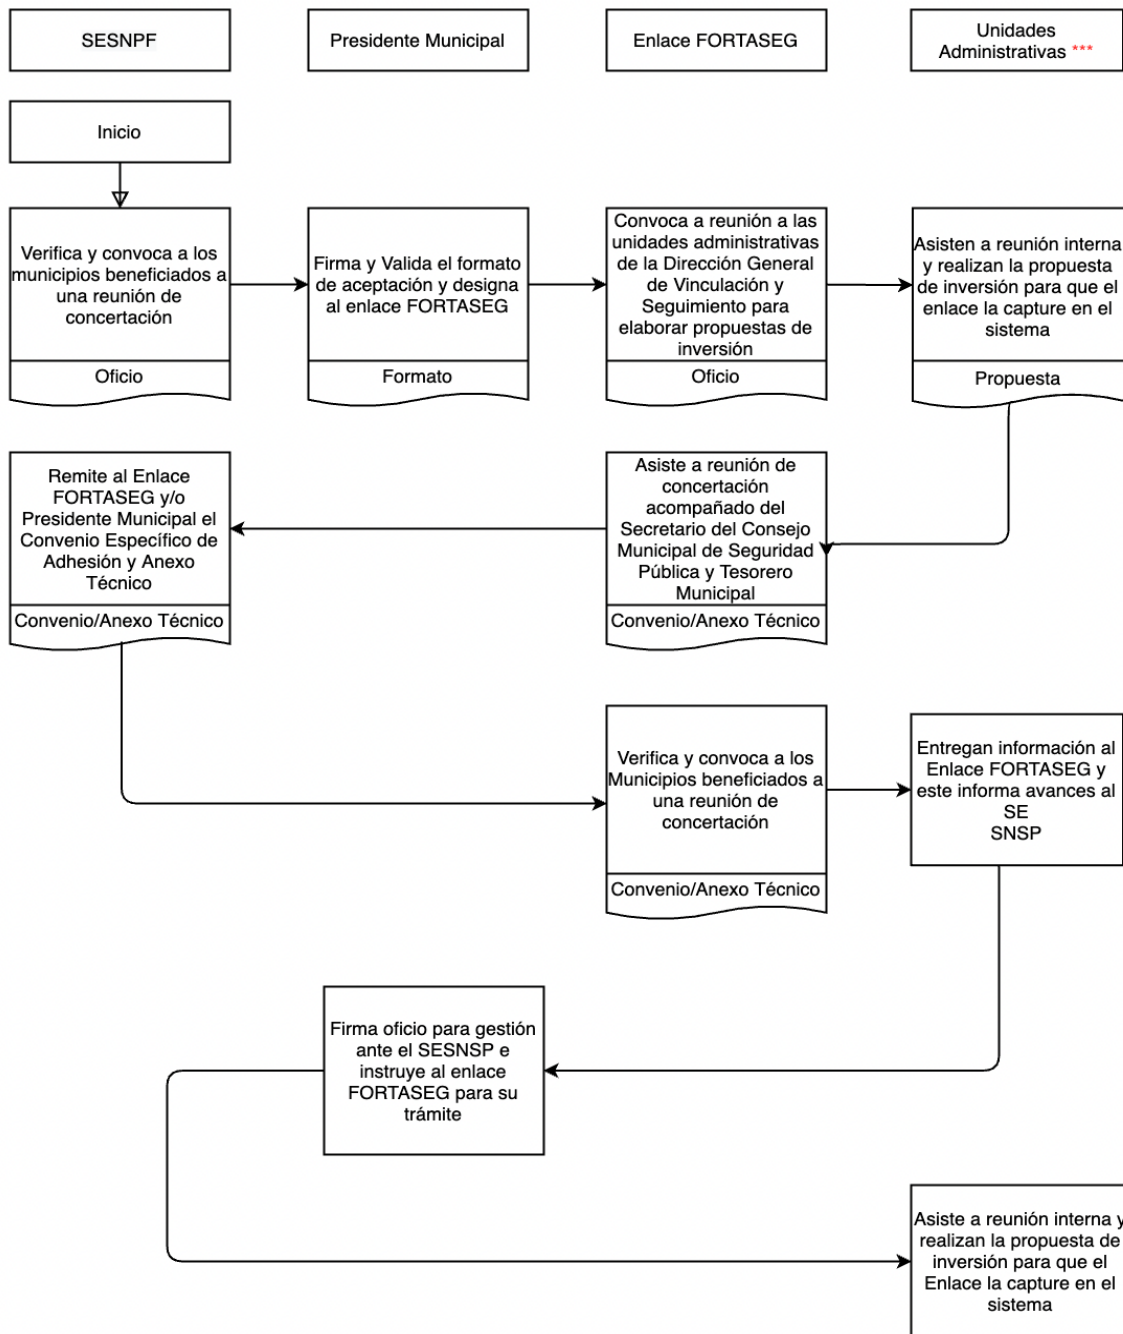 SESNPF
Presidente Municipal
Enlace FORTASEG
Unidades
Administrativas ***
Inicio
Verifica y convoca a los
municipios beneficiados a
una reunión de
concertación
Oficio
Firma y Valida el formato
de aceptación y designa
al enlace FORTASEG
Formato
Convoca a reunión a las
unidades administrativas
de la Dirección General
de Vinculación y
Seguimiento para
elaborar propuestas de
inversión
Oficio
Asisten a reunión interna
y realizan la propuesta
de inversión para que el
enlace la capture en el
sistema
Propuesta
Remite al Enlace
FORTASEG y/o
Presidente Municipal el
Convenio Específico de
Adhesión y Anexo
Técnico
Convenio/Anexo Técnico
Asiste a reunión de
concertación
acompañado del
Secretario del Consejo
Municipal de Seguridad
Pública y Tesorero
Municipal
Convenio/Anexo Técnico
Verifica y convoca a los
Municipios beneficiados a
una reunión de
concertación
Convenio/Anexo Técnico
Entregan información al
Enlace FORTASEG y
este informa avances al
SE
SNSP
Firma oficio para gestión
ante el SESNSP e
instruye al enlace
FORTASEG para su
trámite
Asiste a reunión interna y
realizan la propuesta de
inversión para que el
Enlace la capture en el
sistema